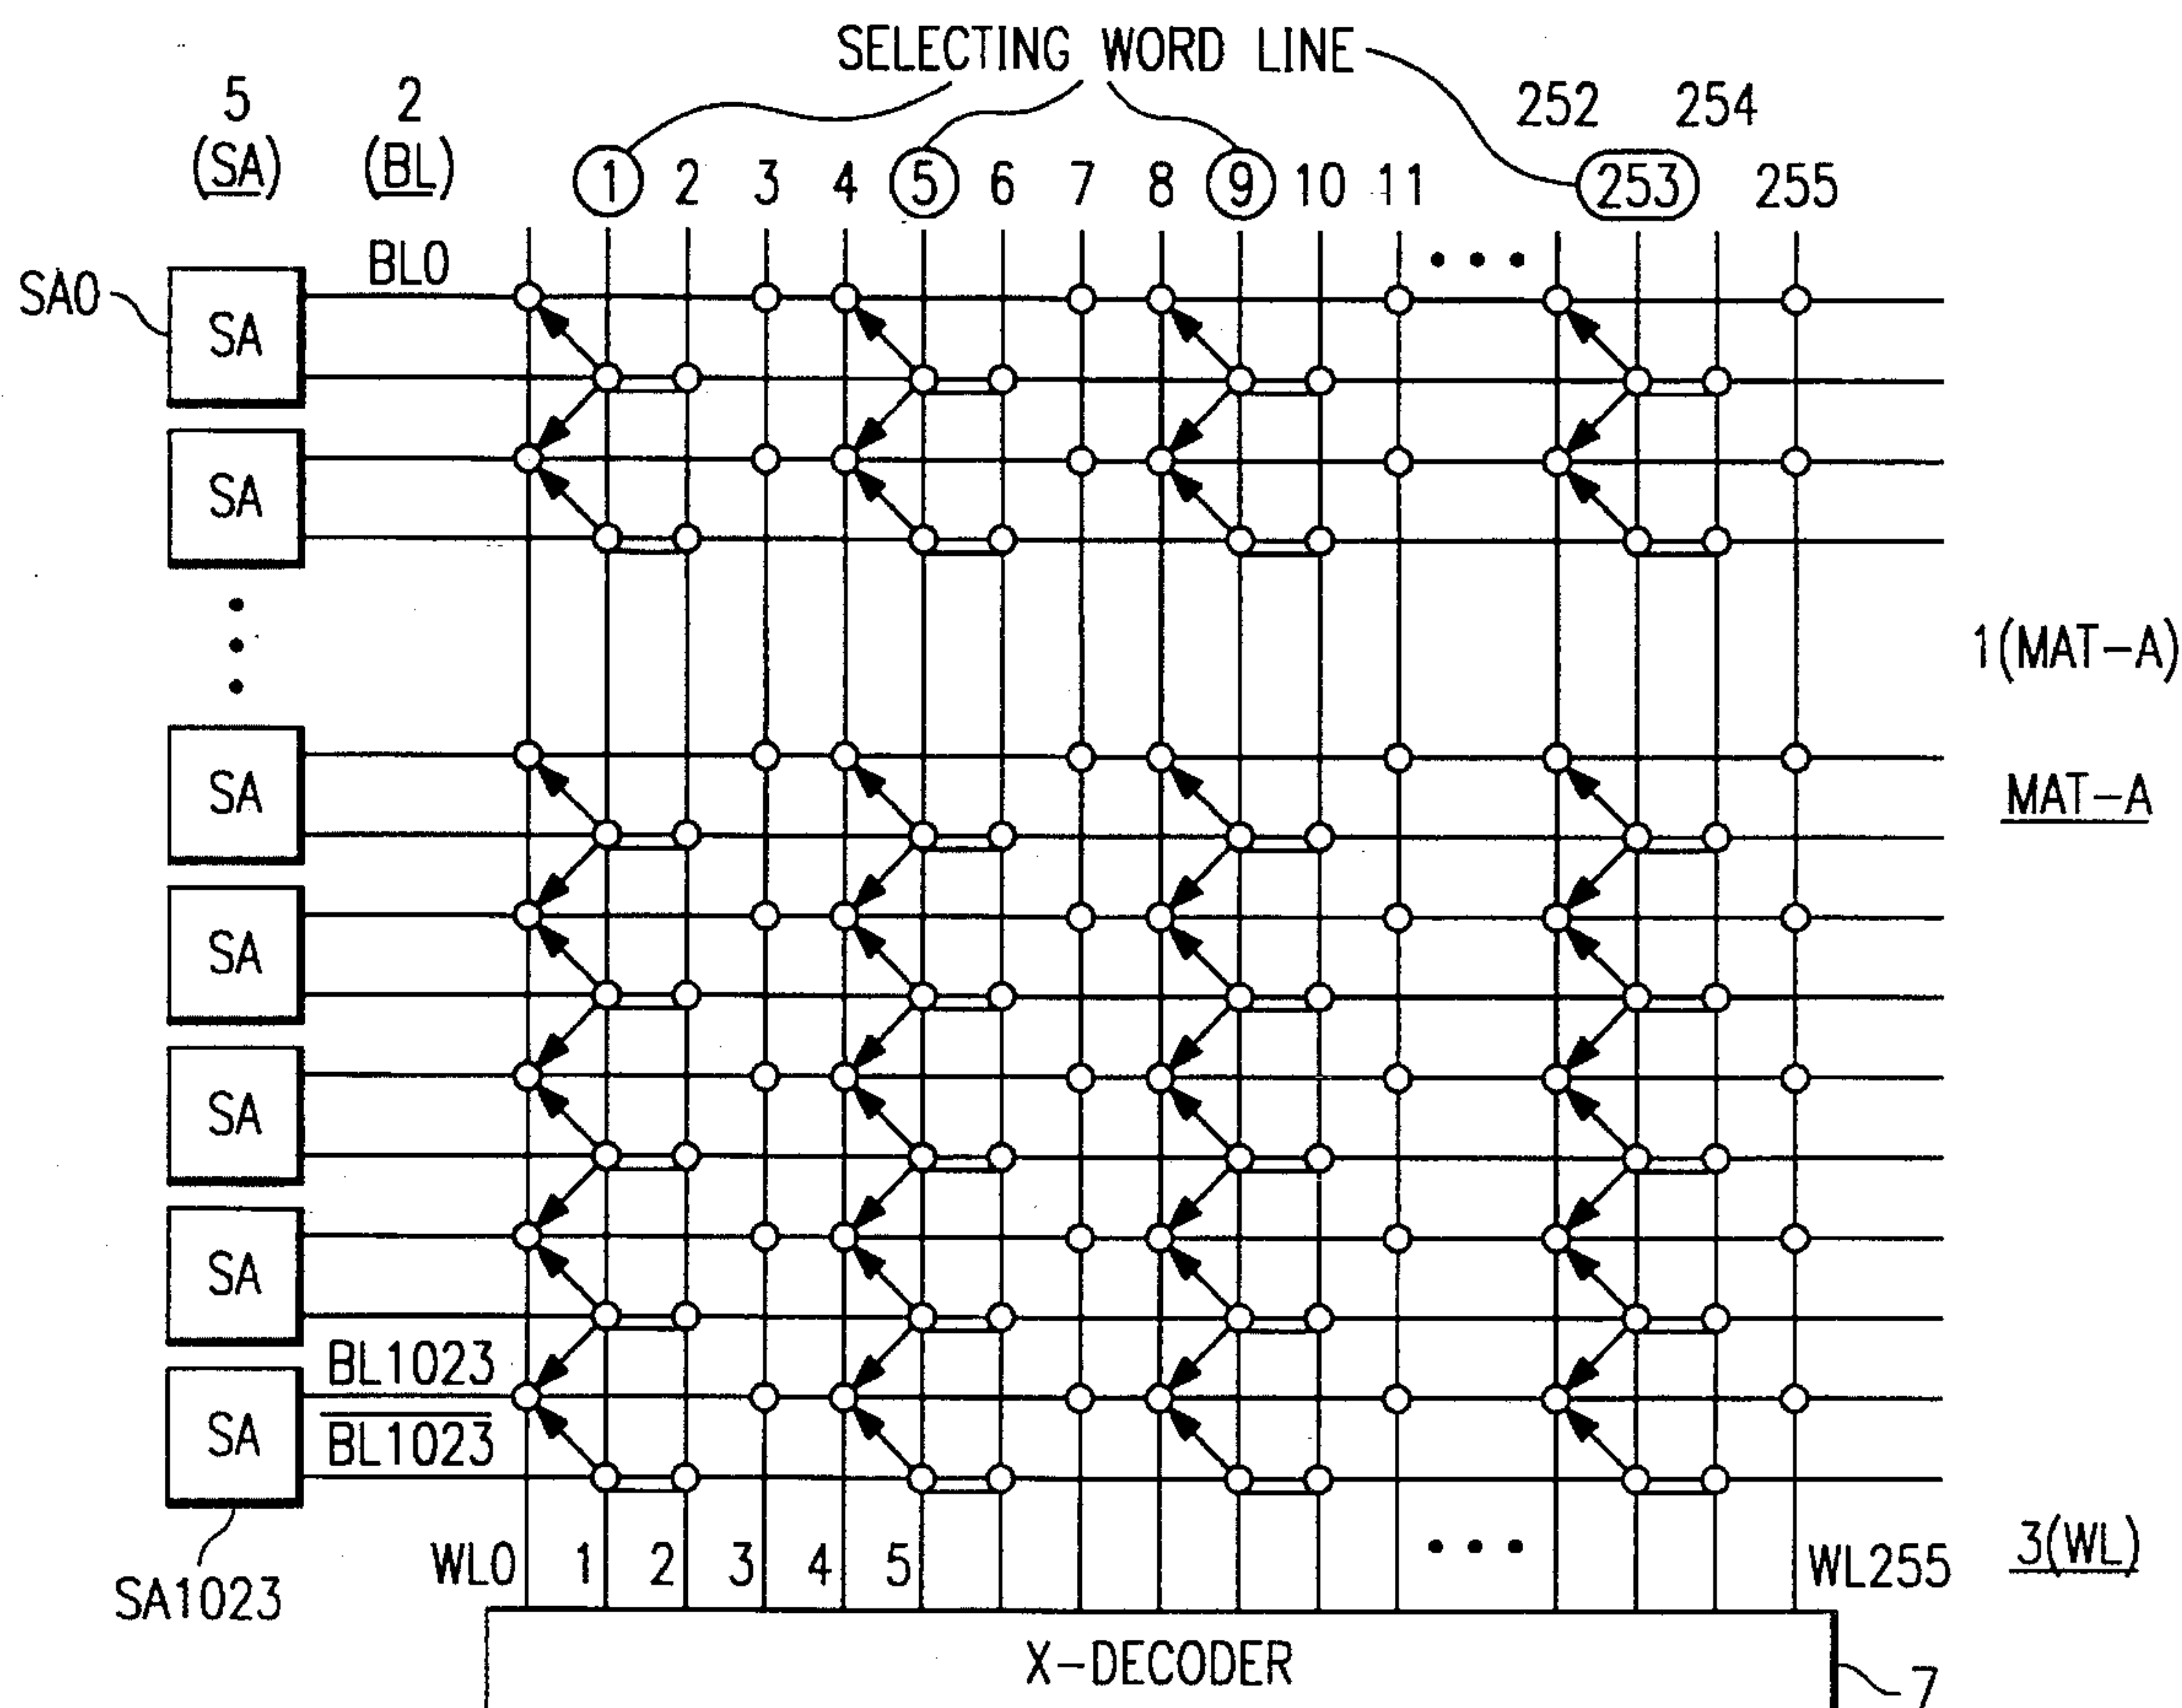 SELECTING WORD LINE
5 2 252 254
(SA) (BL) 1 2 3 4 5 6 7 8 9 10 11 253 255
BL0
SA0
SA
SA
1(MAT-A)
SA
MAT-A
SA
SA
SA
BL1023
SA
BL1023
WL0 1 2 3 4 5 WL255 3(WL)
SA1023
X-DECODER
7